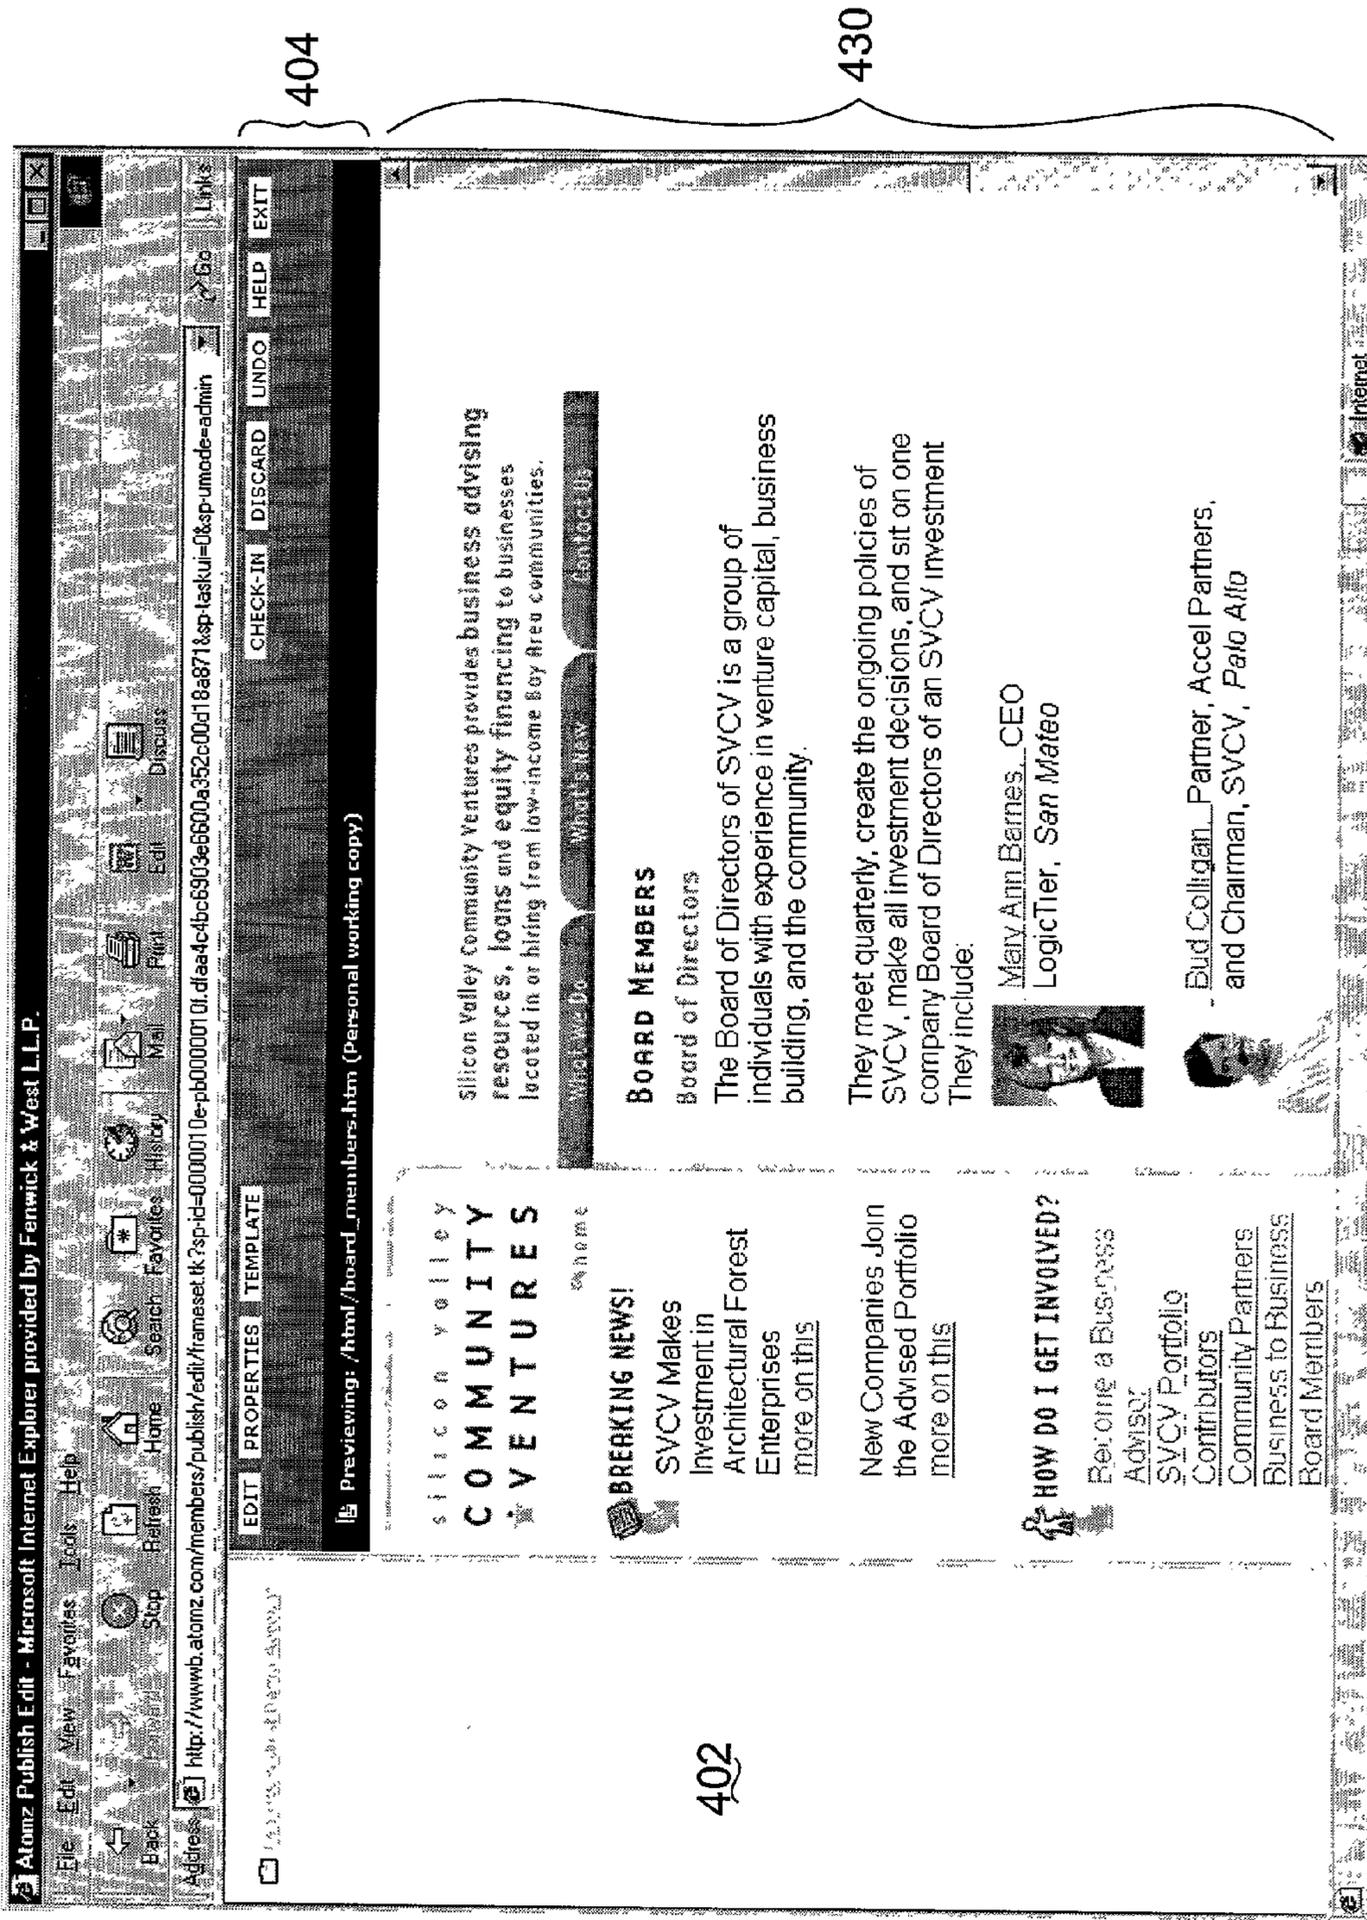 Atomz Publish Edit - Microsoft Internet Explorer provided by Fenwick & West L.L.P.
File Edit View Favorites Tools Help
Back Stop Refresh Home Search Favorites History Mail Print Edit Discuss
Address http://wwwb.atomz.com/members/publish/edit/frameset.tk?sp-id=0000010e-pb0000010f.dfaa4c4bc6903e6600a352c00d18a871&sp-taskui=0&sp-umode=admin Go Links
EDIT PROPERTIES TEMPLATE CHECK-IN DISCARD UNDO HELP EXIT
Previewing: /html/board_members.htm (Personal working copy)
404
430
402
silicon valley
COMMUNITY
VENTURES
home
BREAKING NEWS!
SVCV Makes
Investment in
Architectural Forest
Enterprises
more on this
New Companies Join
the Advised Portfolio
more on this
HOW DO I GET INVOLVED?
Become a Business
Advisor
SVCV Portfolio
Contributors
Community Partners
Business to Business
Board Members
Silicon Valley Community Ventures provides business advising
resources, loans and equity financing to businesses
located in or hiring from low-income Bay Area communities.
What We Do What's New Contact Us
BOARD MEMBERS
Board of Directors
The Board of Directors of SVCV is a group of
individuals with experience in venture capital, business
building, and the community.
They meet quarterly, create the ongoing policies of
SVCV, make all investment decisions, and sit on one
company Board of Directors of an SVCV investment
They include:
Mary Ann Barnes, CEO
LogicTier, San Mateo
Bud Colligan, Partner, Accel Partners,
and Chairman, SVCV, Palo Alto
Internet